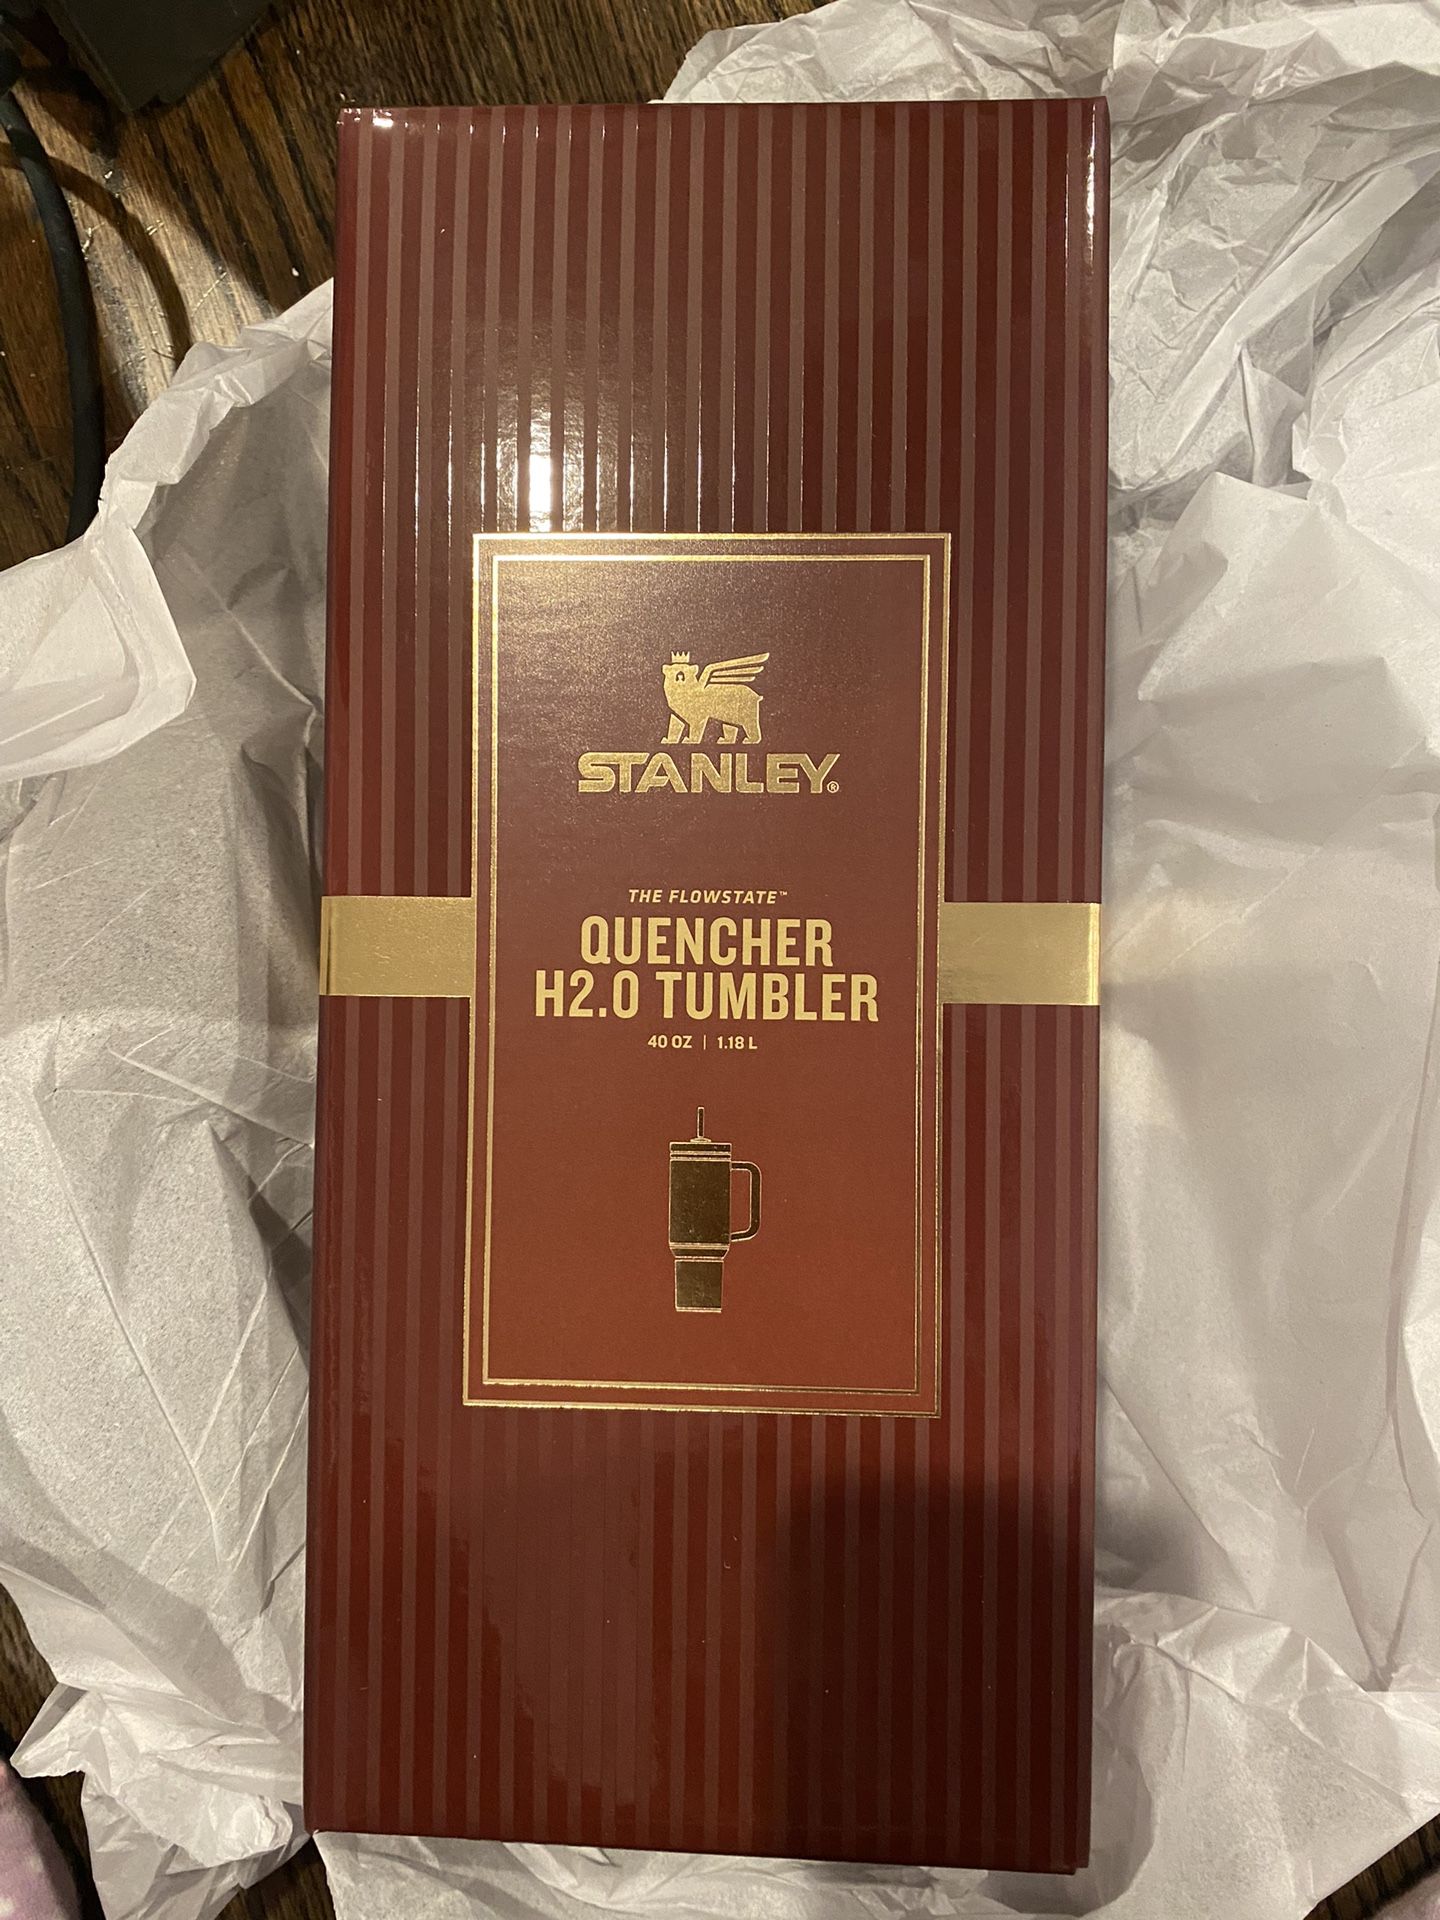 STANLEY®
THE FLOWSTATE™
QUENCHER
H2.0 TUMBLER
40 OZ | 1.18 L